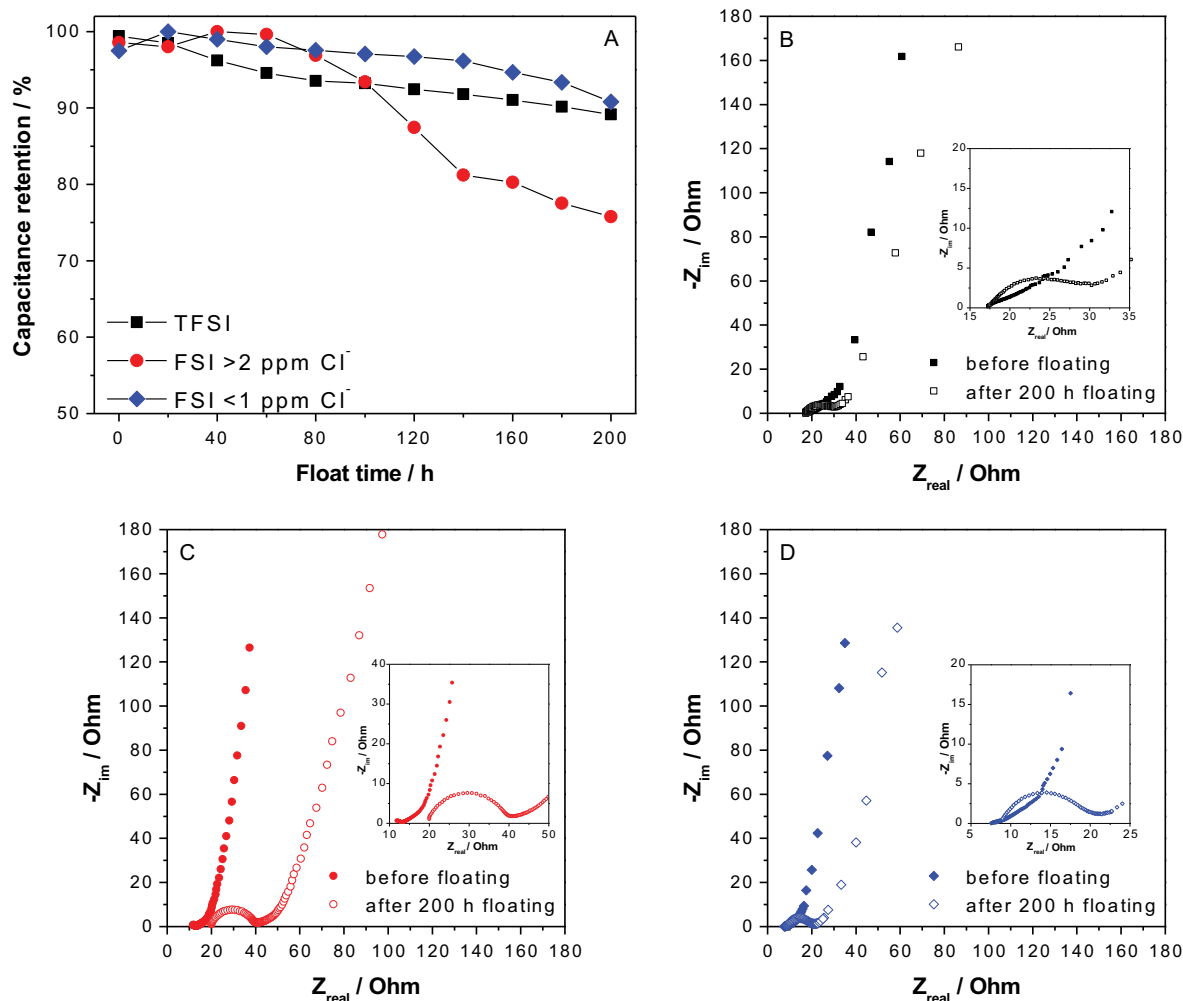 A
Capacitance retention / %
100
90
80
70
60
50
TFSI
FSI >2 ppm Cl⁻
FSI <1 ppm Cl⁻
0 40 80 120 160 200
Float time / h
B
-Z_im / Ohm
180
160
140
120
100
80
60
40
20
0
0 20 40 60 80 100 120 140 160 180
Z_real / Ohm
-Z_im / Ohm
20
15
10
5
0
15 20 25 30 35
Z_real / Ohm
before floating
after 200 h floating
C
-Z_im / Ohm
180
160
140
120
100
80
60
40
20
0
20 40 60 80 100 120 140 160 180
Z_real / Ohm
-Z_im / Ohm
40
30
20
10
0
10 20 30 40 50
Z_real / Ohm
before floating
after 200 h floating
D
-Z_im / Ohm
180
160
140
120
100
80
60
40
20
0
0 20 40 60 80 100 120 140 160 180
Z_real / Ohm
-Z_im / Ohm
20
15
10
5
0
5 10 15 20 25
Z_real / Ohm
before floating
after 200 h floating